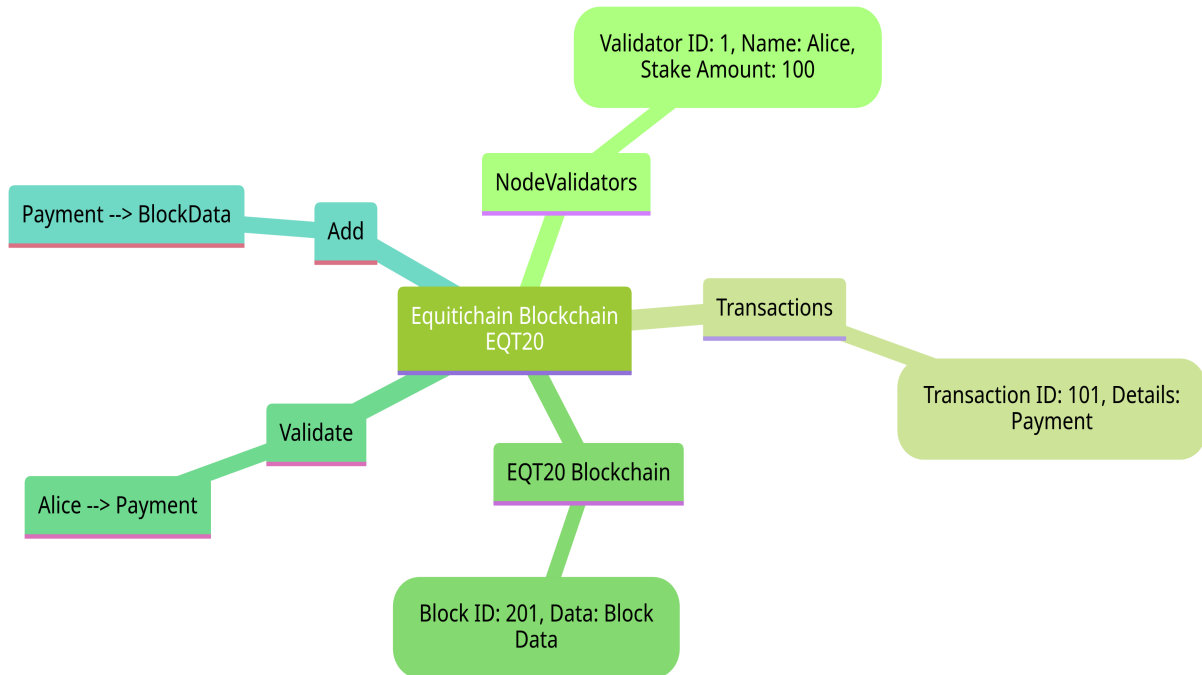 Validator ID: 1, Name: Alice,
Stake Amount: 100
NodeValidators
Payment --> BlockData
Add
Equitichain Blockchain
EQT20
Transactions
Transaction ID: 101, Details:
Payment
Validate
Alice --> Payment
EQT20 Blockchain
Block ID: 201, Data: Block
Data